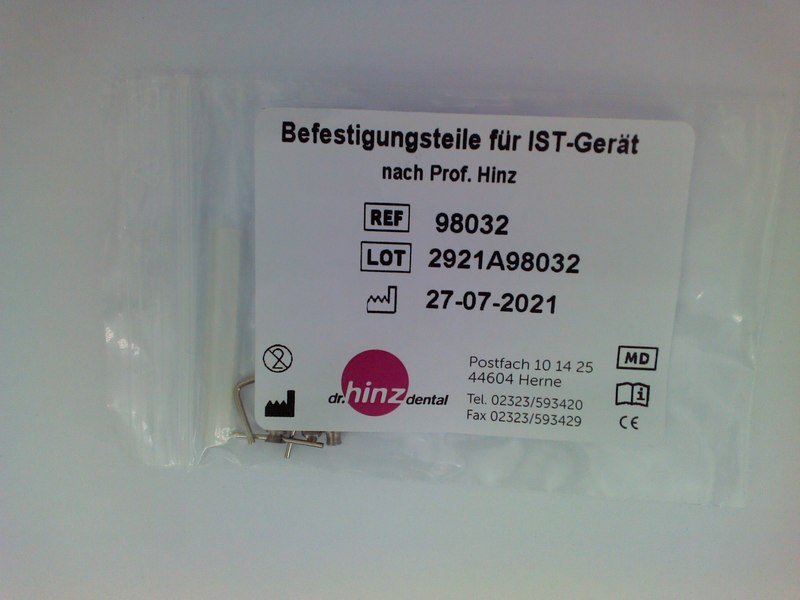 Befestigungsteile für IST-Gerät
nach Prof. Hinz
REF 98032
LOT 2921A98032
27-07-2021
2
dr. hinz dental
Postfach 10 14 25
44604 Herne
Tel. 02323/593420
Fax 02323/593429
MD
i
CE